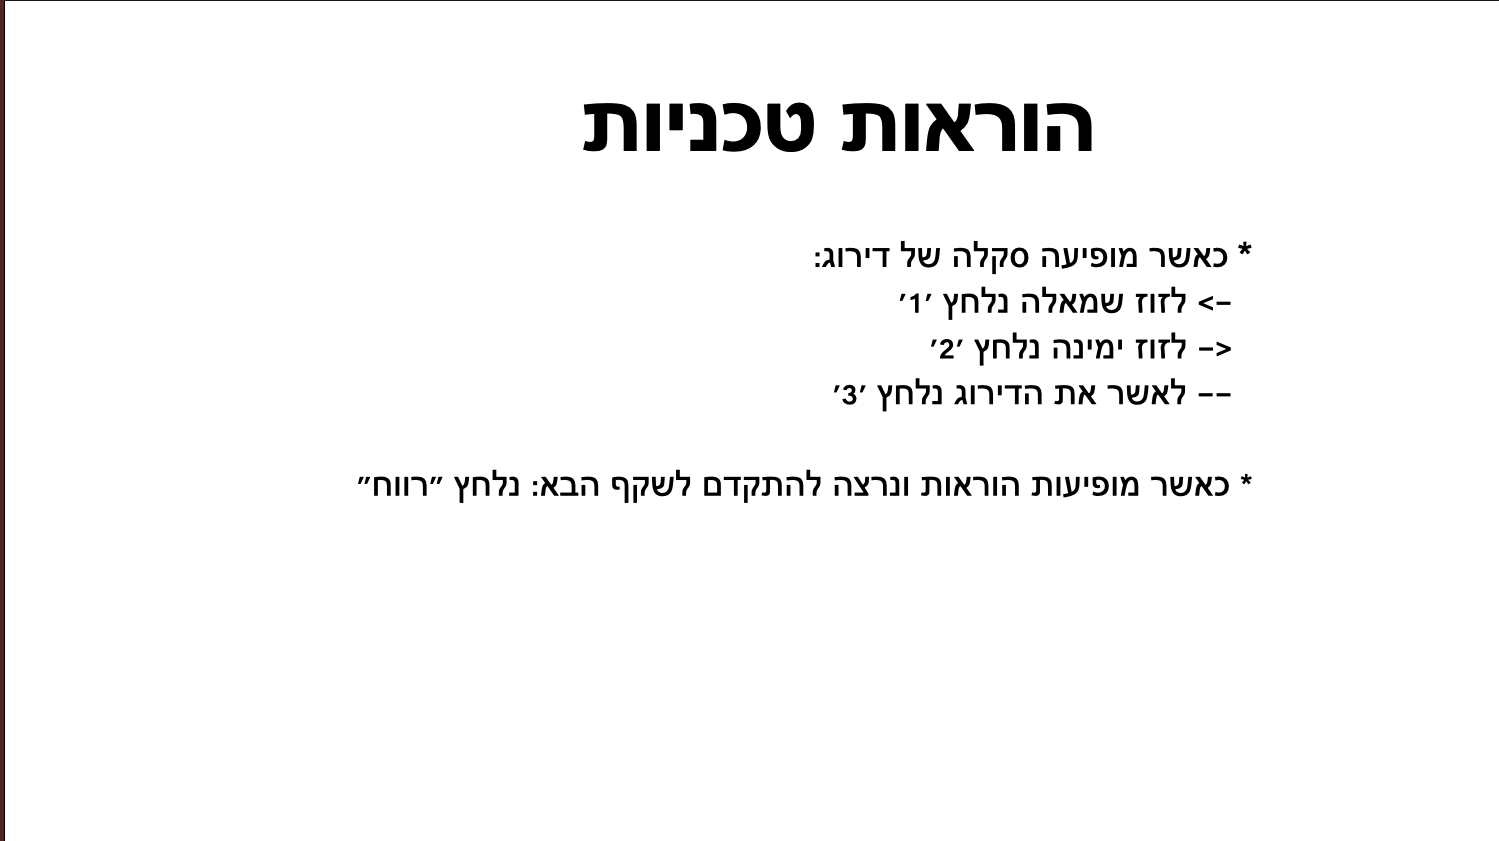 הוראות טכניות
* כאשר מופיעה סקלה של דירוג:
<- לזוז שמאלה נלחץ '1'
-> לזוז ימינה נלחץ '2'
-- לאשר את הדירוג נלחץ '3'
* כאשר מופיעות הוראות ונרצה להתקדם לשקף הבא: נלחץ "רווח"